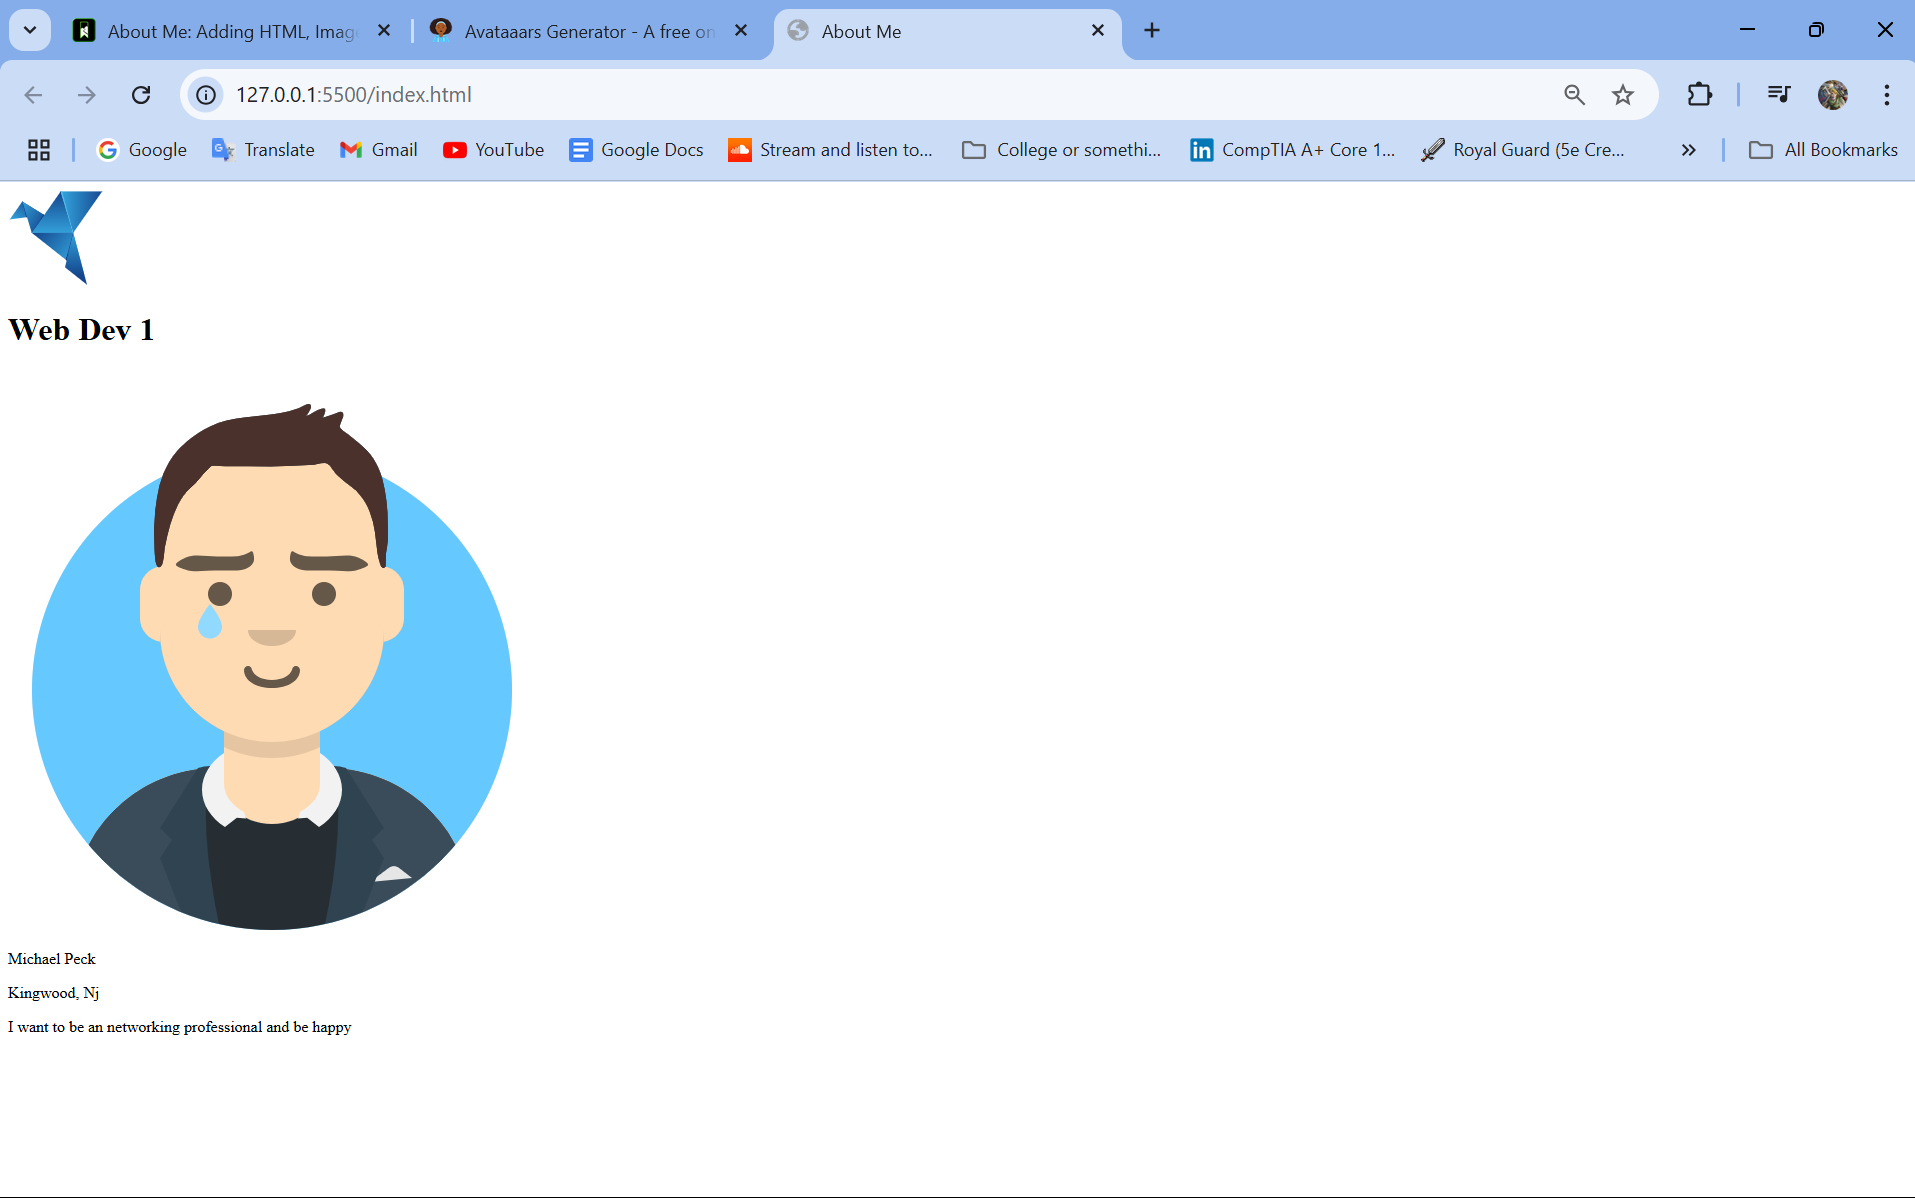 About Me: Adding HTML, Imag
Avataaars Generator - A free on
About Me
127.0.0.1:5500/index.html
Google
Translate
Gmail
YouTube
Google Docs
Stream and listen to...
College or somethi...
CompTIA A+ Core 1...
Royal Guard (5e Cre...
All Bookmarks
Web Dev 1
Michael Peck
Kingwood, Nj
I want to be an networking professional and be happy